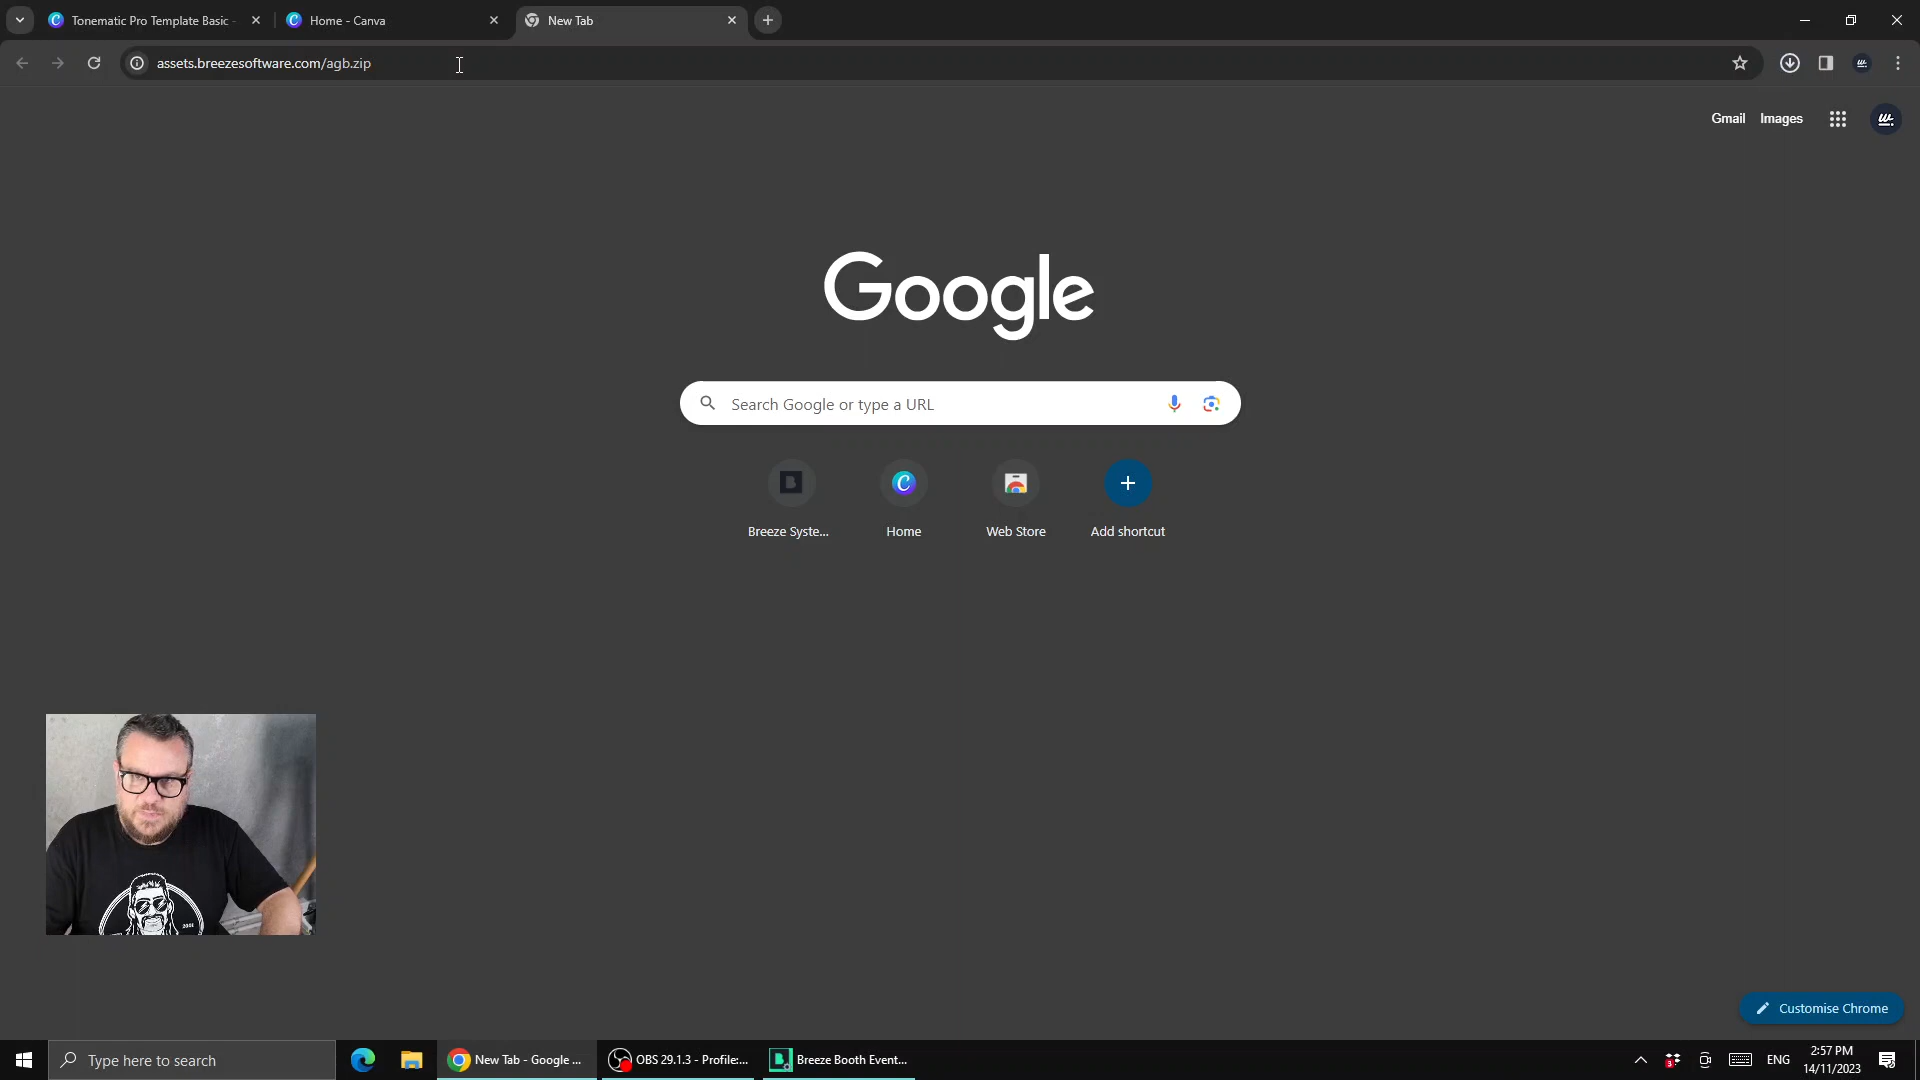 Tonematic Pro Template Basic -
Home - Canva
New Tab
assets.breezesoftware.com/agb.zip
Gmail
Images
Google
Search Google or type a URL
Breeze Syste...
Home
Web Store
Add shortcut
Customise Chrome
Type here to search
New Tab - Google ...
OBS 29.1.3 - Profile:...
Breeze Booth Event...
ENG
2:57 PM
14/11/2023